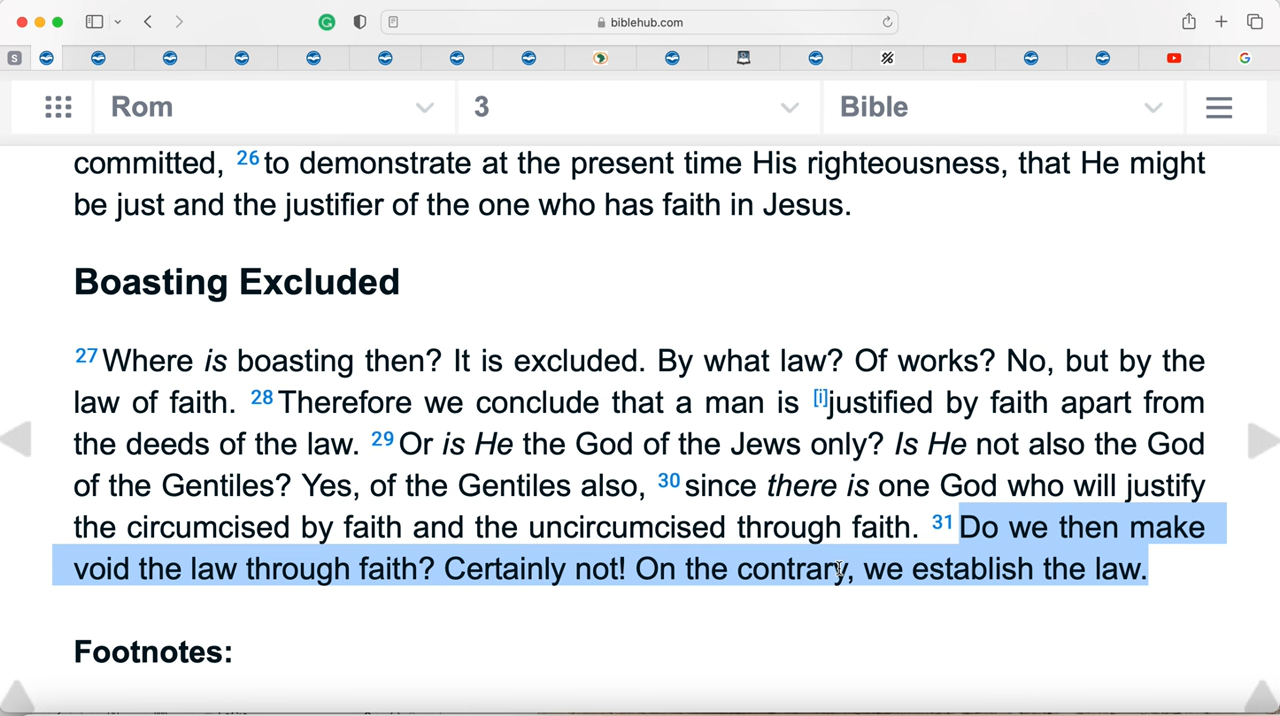 biblehub.com
S
G
Rom
3
Bible
committed, 26 to demonstrate at the present time His righteousness, that He might
be just and the justifier of the one who has faith in Jesus.
Boasting Excluded
27 Where is boasting then? It is excluded. By what law? Of works? No, but by the
law of faith. 28 Therefore we conclude that a man is [i]justified by faith apart from
the deeds of the law. 29 Or is He the God of the Jews only? Is He not also the God
of the Gentiles? Yes, of the Gentiles also, 30 since there is one God who will justify
the circumcised by faith and the uncircumcised through faith. 31 Do we then make
void the law through faith? Certainly not! On the contrary, we establish the law.
Footnotes: